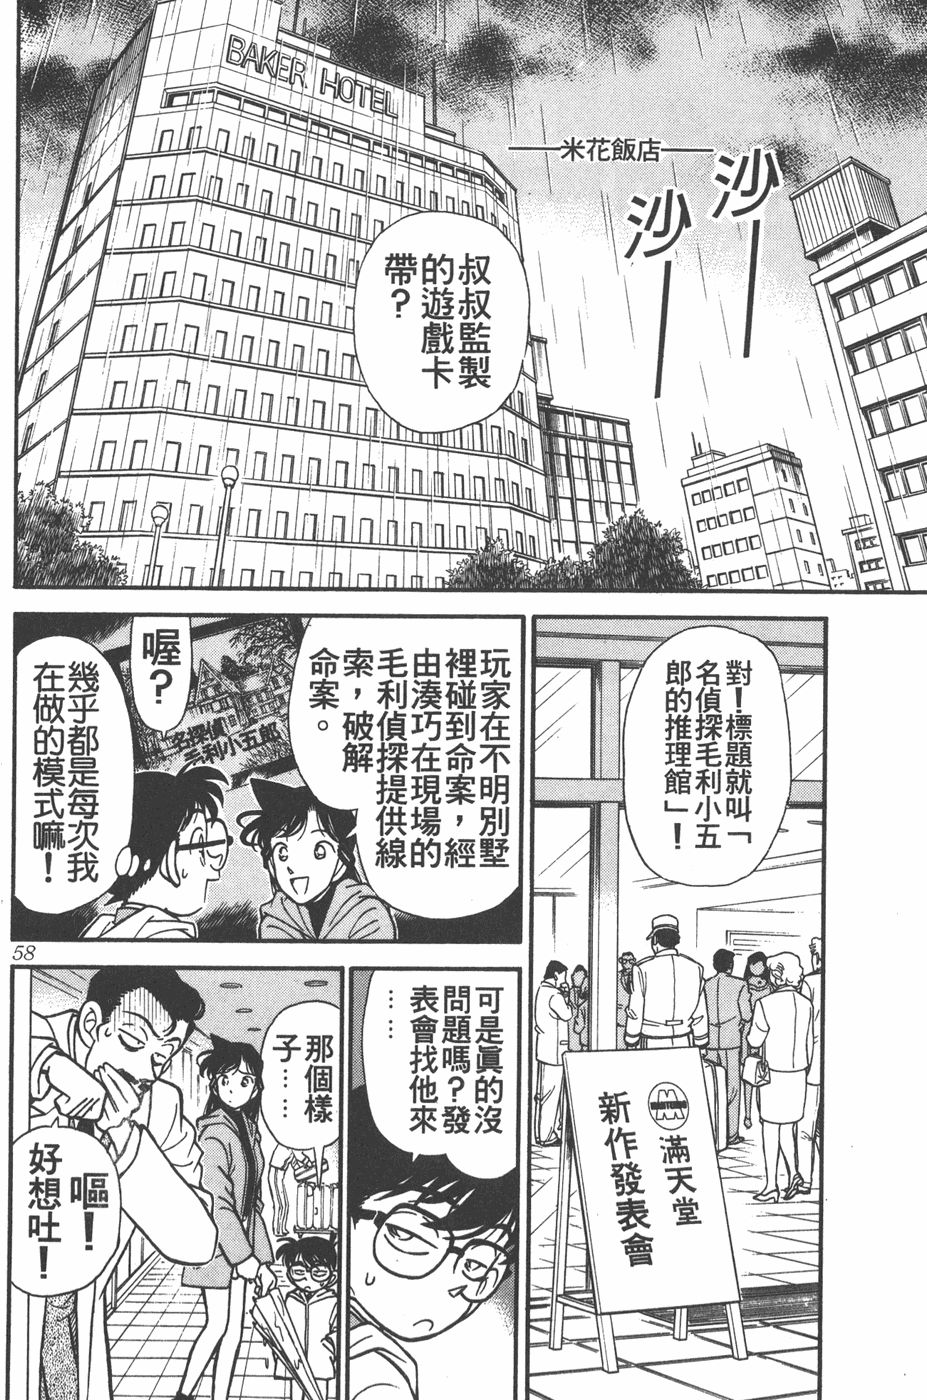 BAKER HOTEL
米花飯店
沙
沙
叔叔監製
的遊戲卡
帶？
對！標題就叫「
名偵探毛利小五
郎的推理館」！
滿天堂
新作發表會
玩家在不明別墅
裡碰到命案，經
由湊巧在現場的
毛利偵探提供線
索，破解
命案。
名探偵
毛利小五郎
喔？
幾乎都是每次我
在做的模式嘛！
58
可是真的沒
問題嗎？發
表會找他來
……
那個樣
子……
嘔！
好想吐！